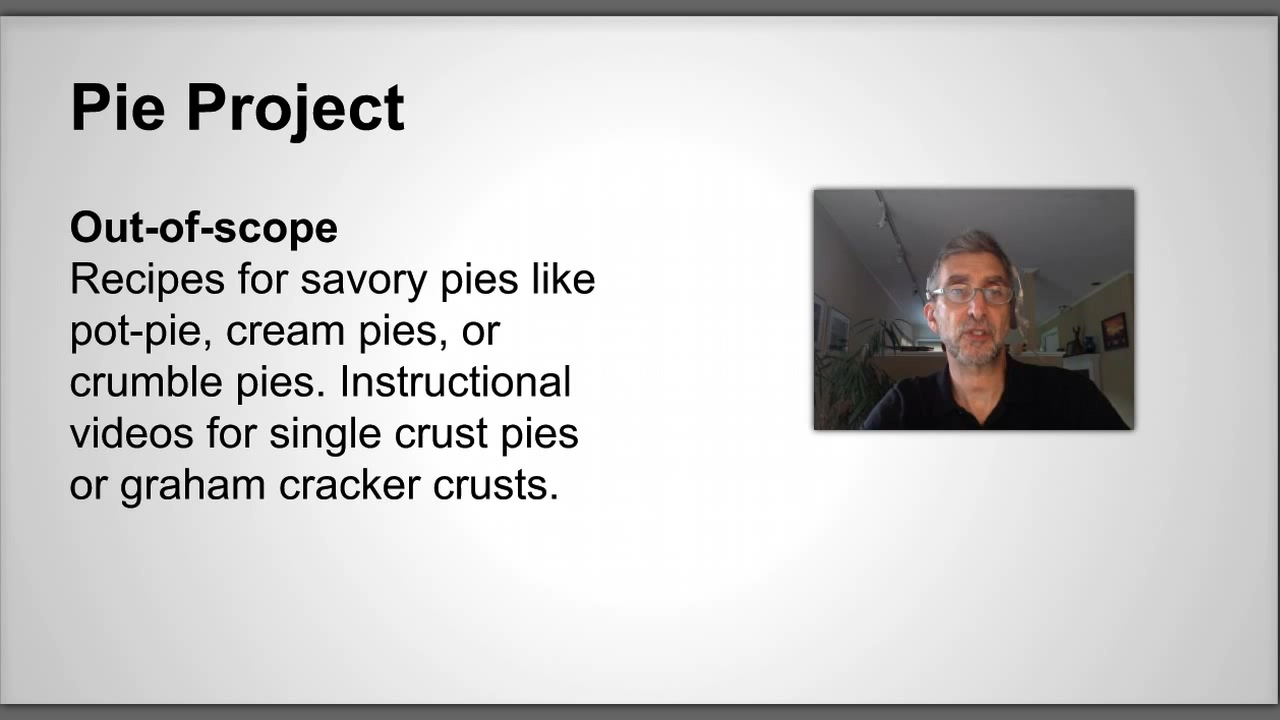 Pie Project
Out-of-scope
Recipes for savory pies like
pot-pie, cream pies, or
crumble pies. Instructional
videos for single crust pies
or graham cracker crusts.